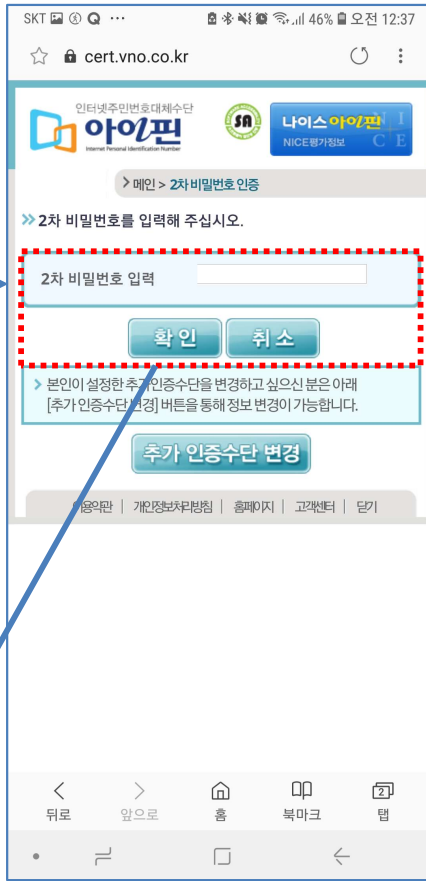 SKT 46% 오전 12:37
cert.vno.co.kr
인터넷주민번호대체수단
아이핀
Internet Personal Identification Number
SA
나이스아이핀
NICE평가정보
NICE
> 메인 > 2차 비밀번호 인증
2차 비밀번호를 입력해 주십시오.
2차 비밀번호 입력
확 인 취 소
본인이 설정한 추가인증수단을 변경하고 싶으신 분은 아래
[추가 인증수단 변경] 버튼을 통해 정보 변경이 가능합니다.
추가 인증수단 변경
이용약관 | 개인정보처리방침 | 홈페이지 | 고객센터 | 닫기
2
뒤로 앞으로 홈 북마크 탭